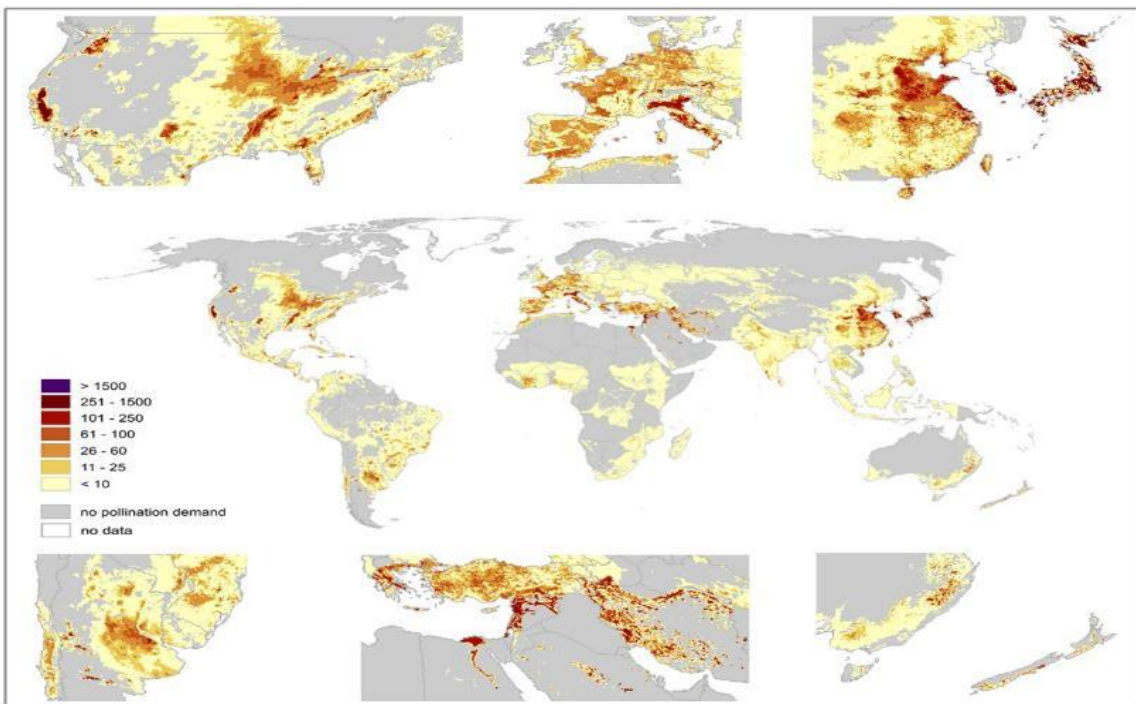 > 1500
251 - 1500
101 - 250
61 - 100
26 - 60
11 - 25
< 10
no pollination demand
no data